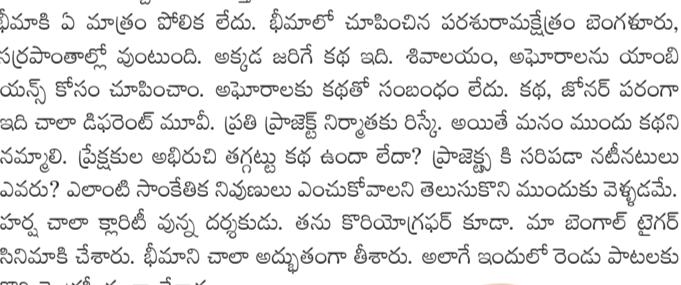 భీమాకి ఏ మాత్రం పోలిక లేదు. భీమాలో చూపించిన పరశురామక్షేత్రం బెంగళూరు,
సర్రపాంతాల్లో వుంటుంది. అక్కడ జరిగే కథ ఇది. శివాలయం, అఘోరాలను యాంబి
యన్స్ కోసం చూపించాం. అఘోరాలకు కథతో సంబంధం లేదు. కథ, జోనర్ పరంగా
ఇది చాలా డిఫరెంట్ మూవీ. ప్రతి ప్రాజెక్ట్ నిర్మాతకు రిస్కే. అయితే మనం ముందు కథని
నమ్మాలి. ప్రేక్షకుల అభిరుచి తగ్గట్టు కథ ఉందా లేదా? ప్రాజెక్ట్కు కి సరిపడా నటీనటులు
ఎవరు? ఎలాంటి సాంకేతిక నివుణులు ఎంచుకోవాలని తెలుసుకొని ముందుకు వెళ్ళడమే.
హర్ష చాలా క్లారిటీ వున్న దర్శకుడు. తను కొరియోగ్రఫర్ కూడా. మా బెంగాల్ టైగర్
సినిమాకి చేశారు. భీమాని చాలా అద్భుతంగా తీశారు. అలాగే ఇందులో రెండు పాటలకు